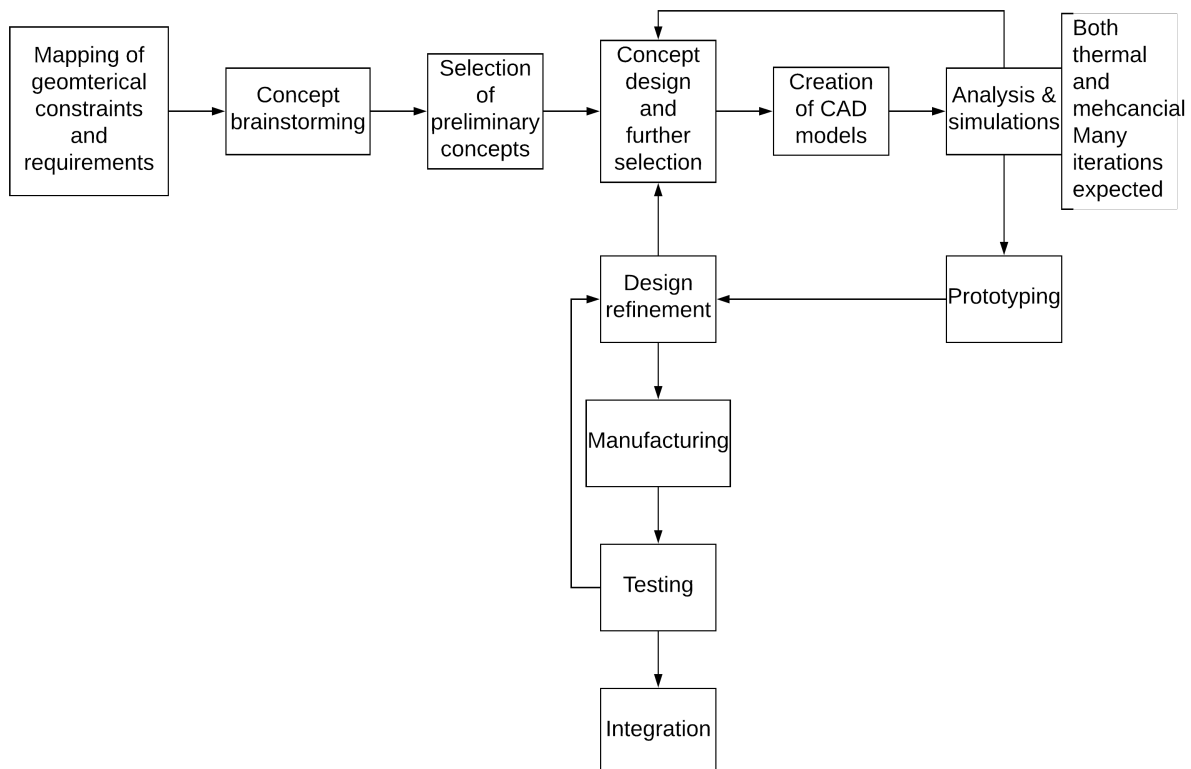 Mapping of
geomterical
constraints
and
requirements
Concept
brainstorming
Selection
of
preliminary
concepts
Concept
design
and
further
selection
Creation
of CAD
models
Analysis &
simulations
Both
thermal
and
mehcancial
Many
iterations
expected
Design
refinement
Prototyping
Manufacturing
Testing
Integration